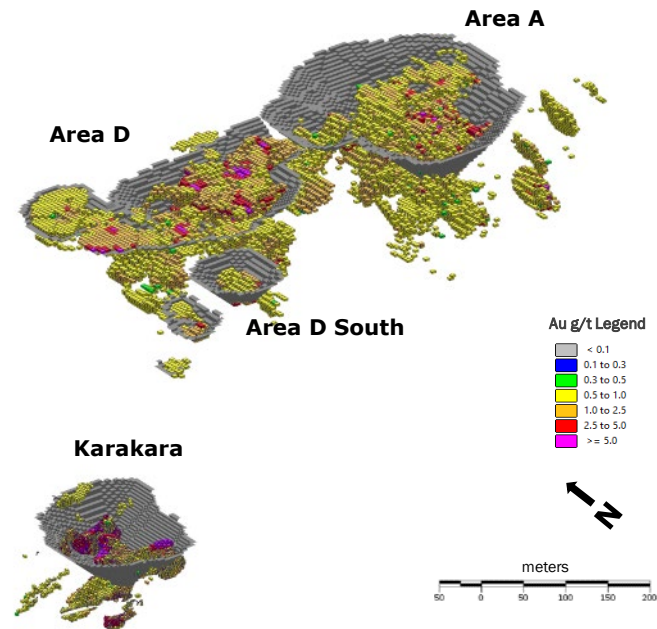 Area A
Area D
Area D South
Au g/t Legend
< 0.1
0.1 to 0.3
0.3 to 0.5
0.5 to 1.0
1.0 to 2.5
2.5 to 5.0
>= 5.0
Karakara
N
meters
50 0 50 100 150 200